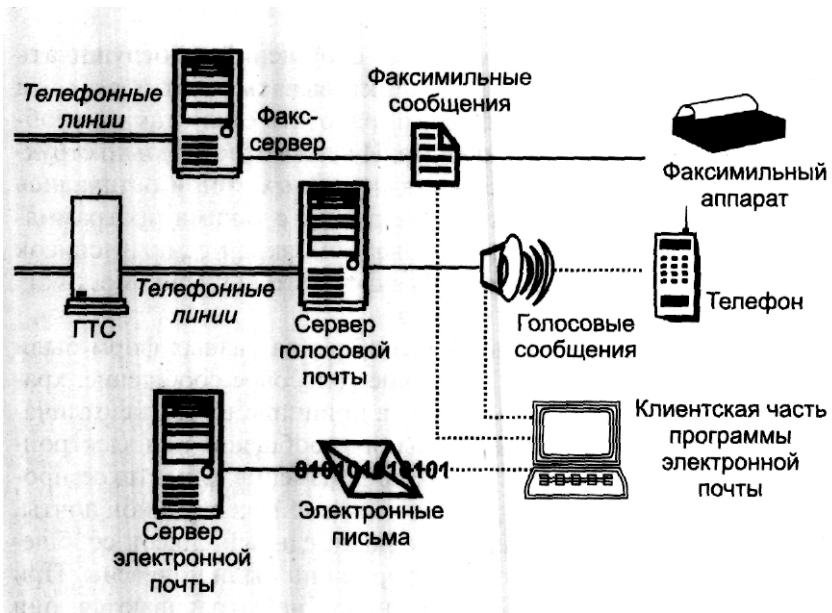 Телефонные
линии
Факс-
сервер
Факсимильные
сообщения
Факсимильный
аппарат
ГТС
Телефонные
линии
Сервер
голосовой
почты
Голосовые
сообщения
Телефон
Сервер
электронной
почты
010101010101
Электронные
письма
Клиентская часть
программы
электронной
почты